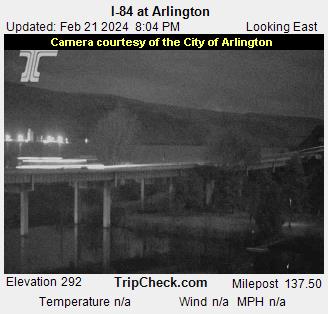 I-84 at Arlington
Updated: Feb 21 2024 8:04 PM Looking East
Camera courtesy of the City of Arlington
Elevation 292 TripCheck.com Milepost 137.50
Temperature n/a Wind n/a MPH n/a